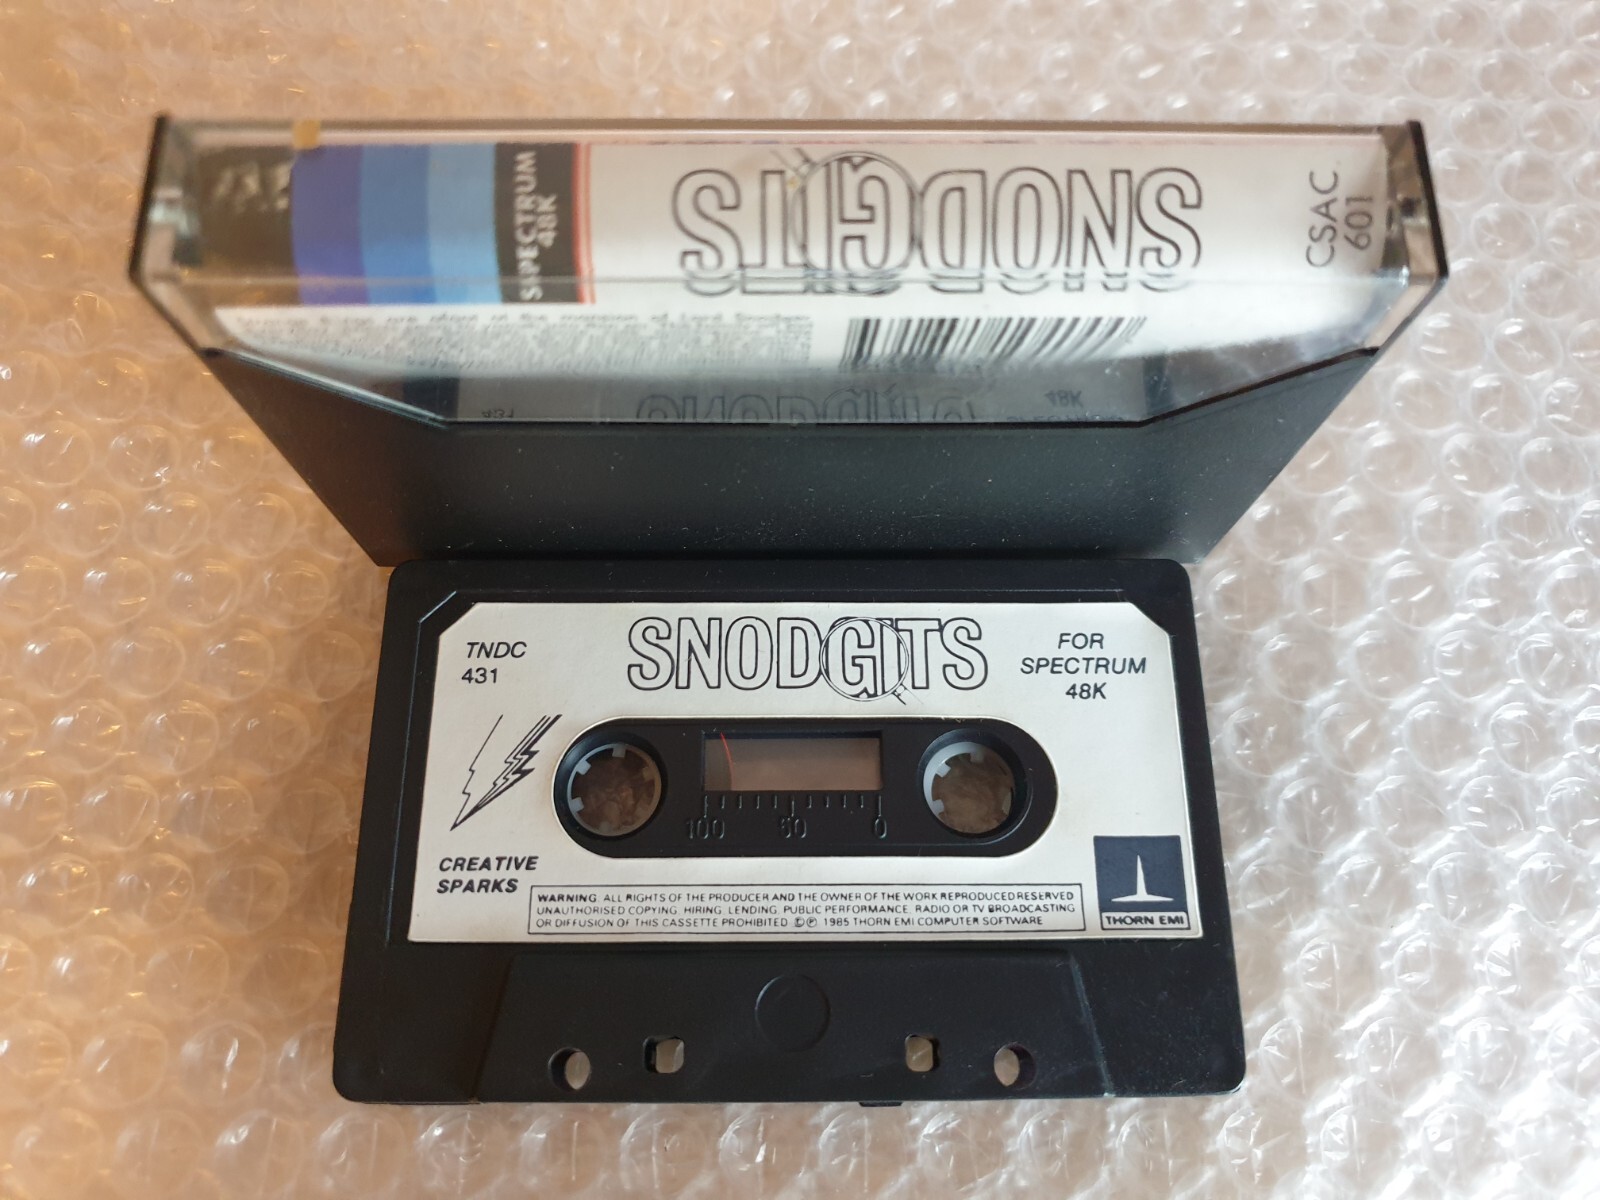 SPECTRUM
48K
SNODGITS
CSAC.
601
431
48K
TNDC
431
SNODGITS
FOR
SPECTRUM
48K
100 50 0
CREATIVE
SPARKS
WARNING. ALL RIGHTS OF THE PRODUCER AND THE OWNER OF THE WORK REPRODUCED RESERVED
UNAUTHORISED COPYING, HIRING, LENDING, PUBLIC PERFORMANCE, RADIO OR TV BROADCASTING
OR DIFFUSION OF THIS CASSETTE PROHIBITED ©℗ 1985 THORN EMI COMPUTER SOFTWARE
THORN EMI